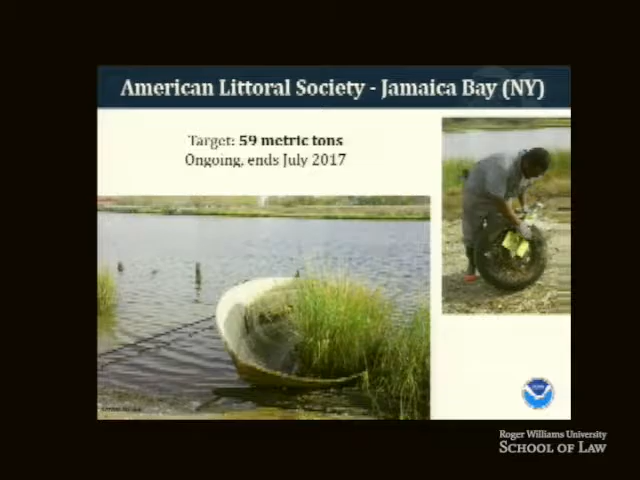 American Littoral Society - Jamaica Bay (NY)
Target: 59 metric tons
Ongoing, ends July 2017
Roger Williams University
SCHOOL OF LAW